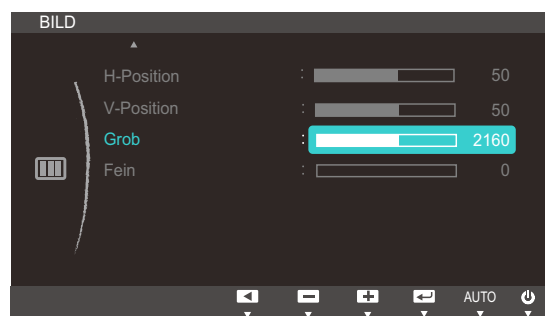 BILD
H-Position : 50
V-Position : 50
Grob : 2160
Fein : 0
AUTO